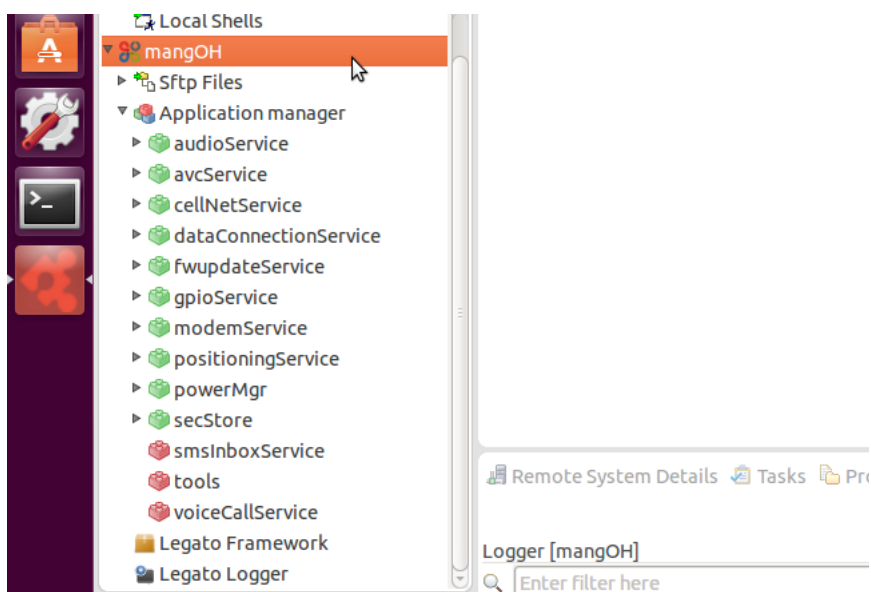 Local Shells
mangOH
Sftp Files
Application manager
audioService
avcService
cellNetService
dataConnectionService
fwupdateService
gpioService
modemService
positioningService
powerMgr
secStore
smsInboxService
tools
voiceCallService
Legato Framework
Legato Logger
Remote System Details Tasks Pro
Logger [mangOH]
Enter filter here